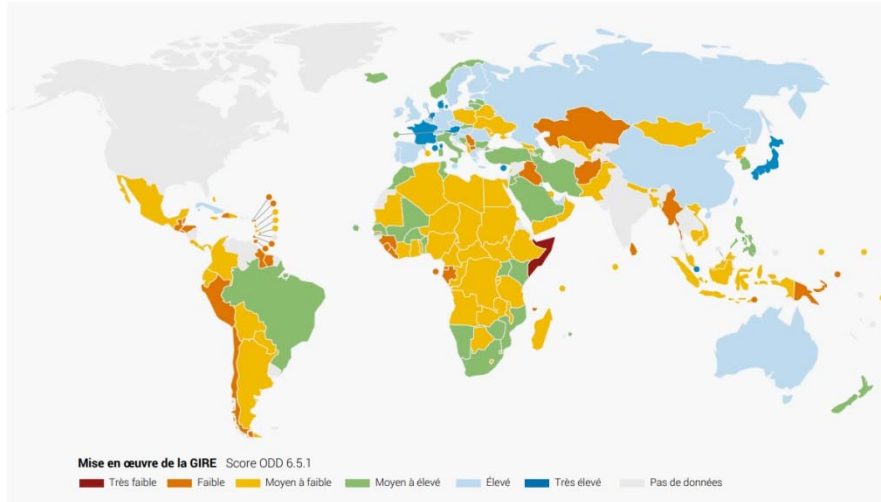 Mise en œuvre de la GIRE Score ODD 6.5.1
Très faible Faible Moyen à faible Moyen à élevé Élevé Très élevé Pas de données